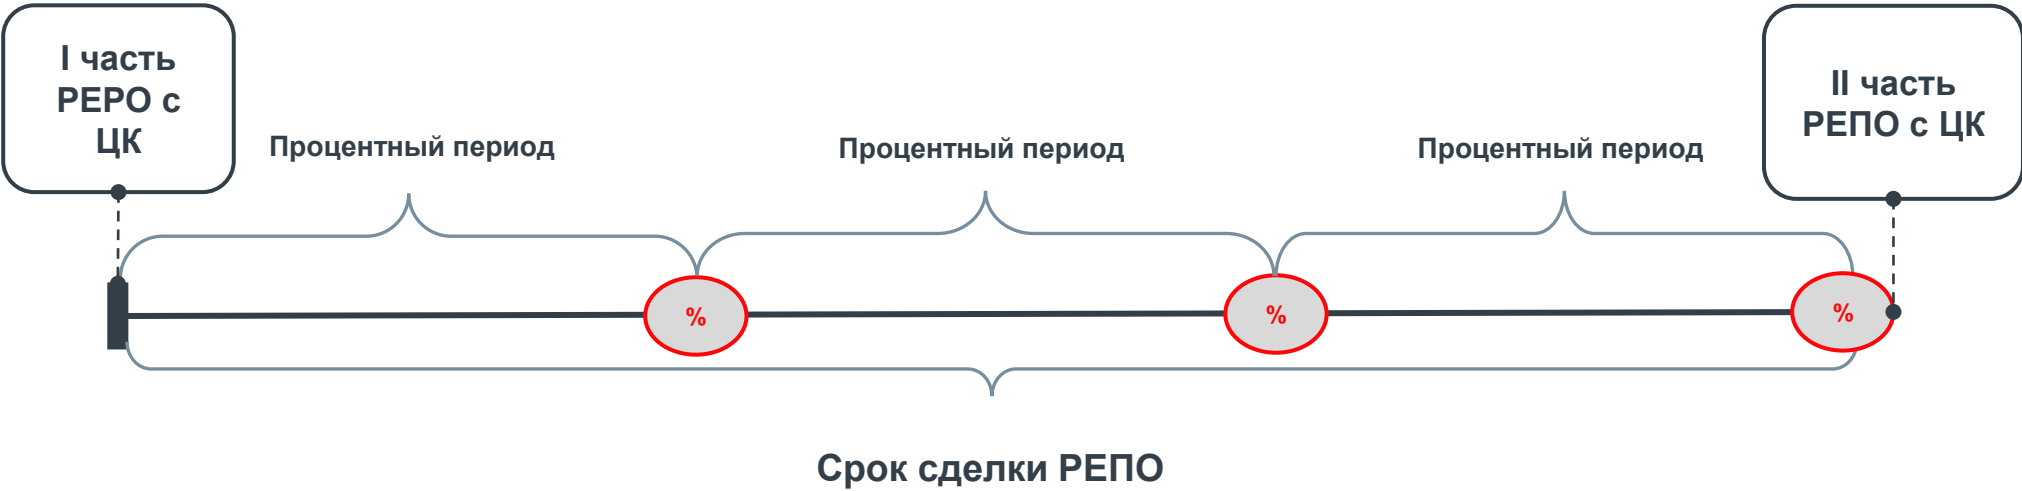 I часть
РЕРО с
ЦК
II часть
РЕПО с ЦК
Процентный период
Процентный период
Процентный период
%
%
%
Срок сделки РЕПО